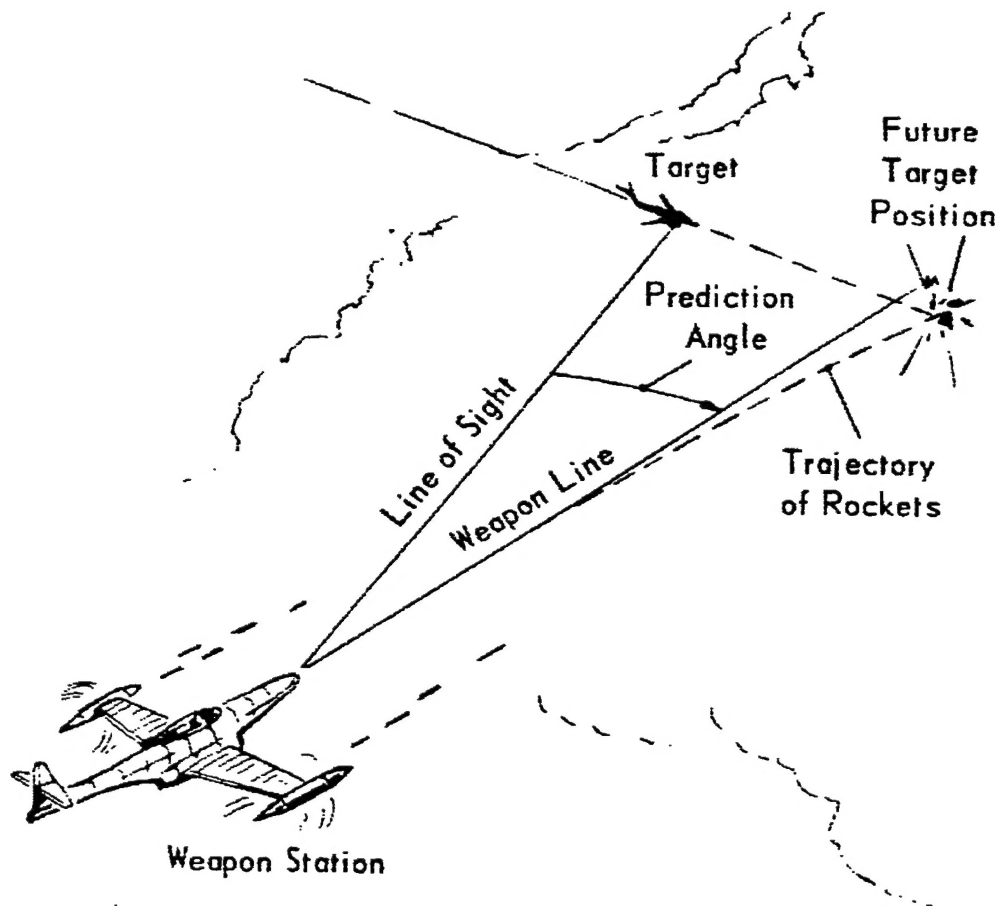 Future
Target
Position
Target
Prediction
Angle
Line of Sight
Weapon Line
Trajectory
of Rockets
Weapon Station